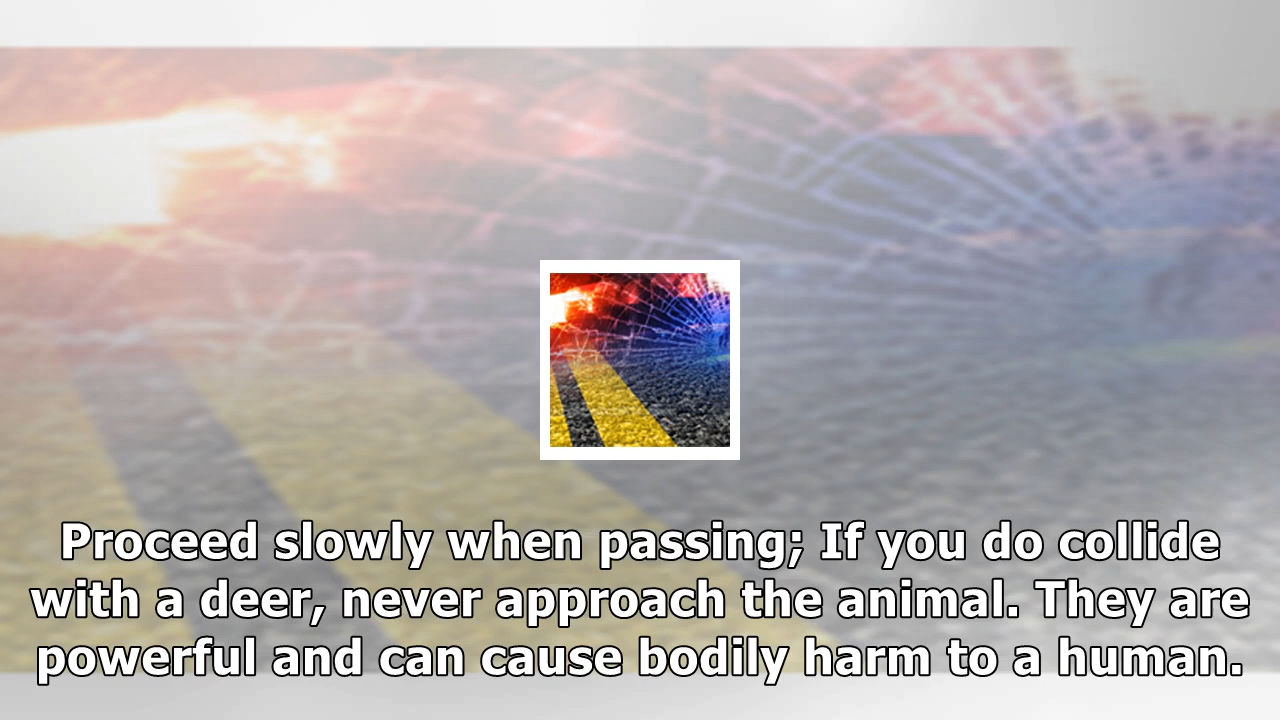 Proceed slowly when passing; If you do collide
with a deer, never approach the animal. They are
powerful and can cause bodily harm to a human.